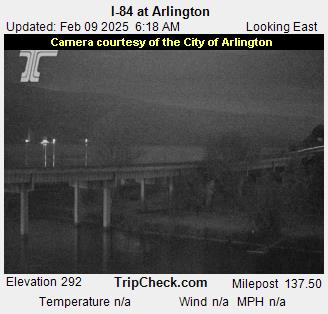 I-84 at Arlington
Updated: Feb 09 2025 6:18 AM Looking East
Camera courtesy of the City of Arlington
Elevation 292 TripCheck.com Milepost 137.50
Temperature n/a Wind n/a MPH n/a